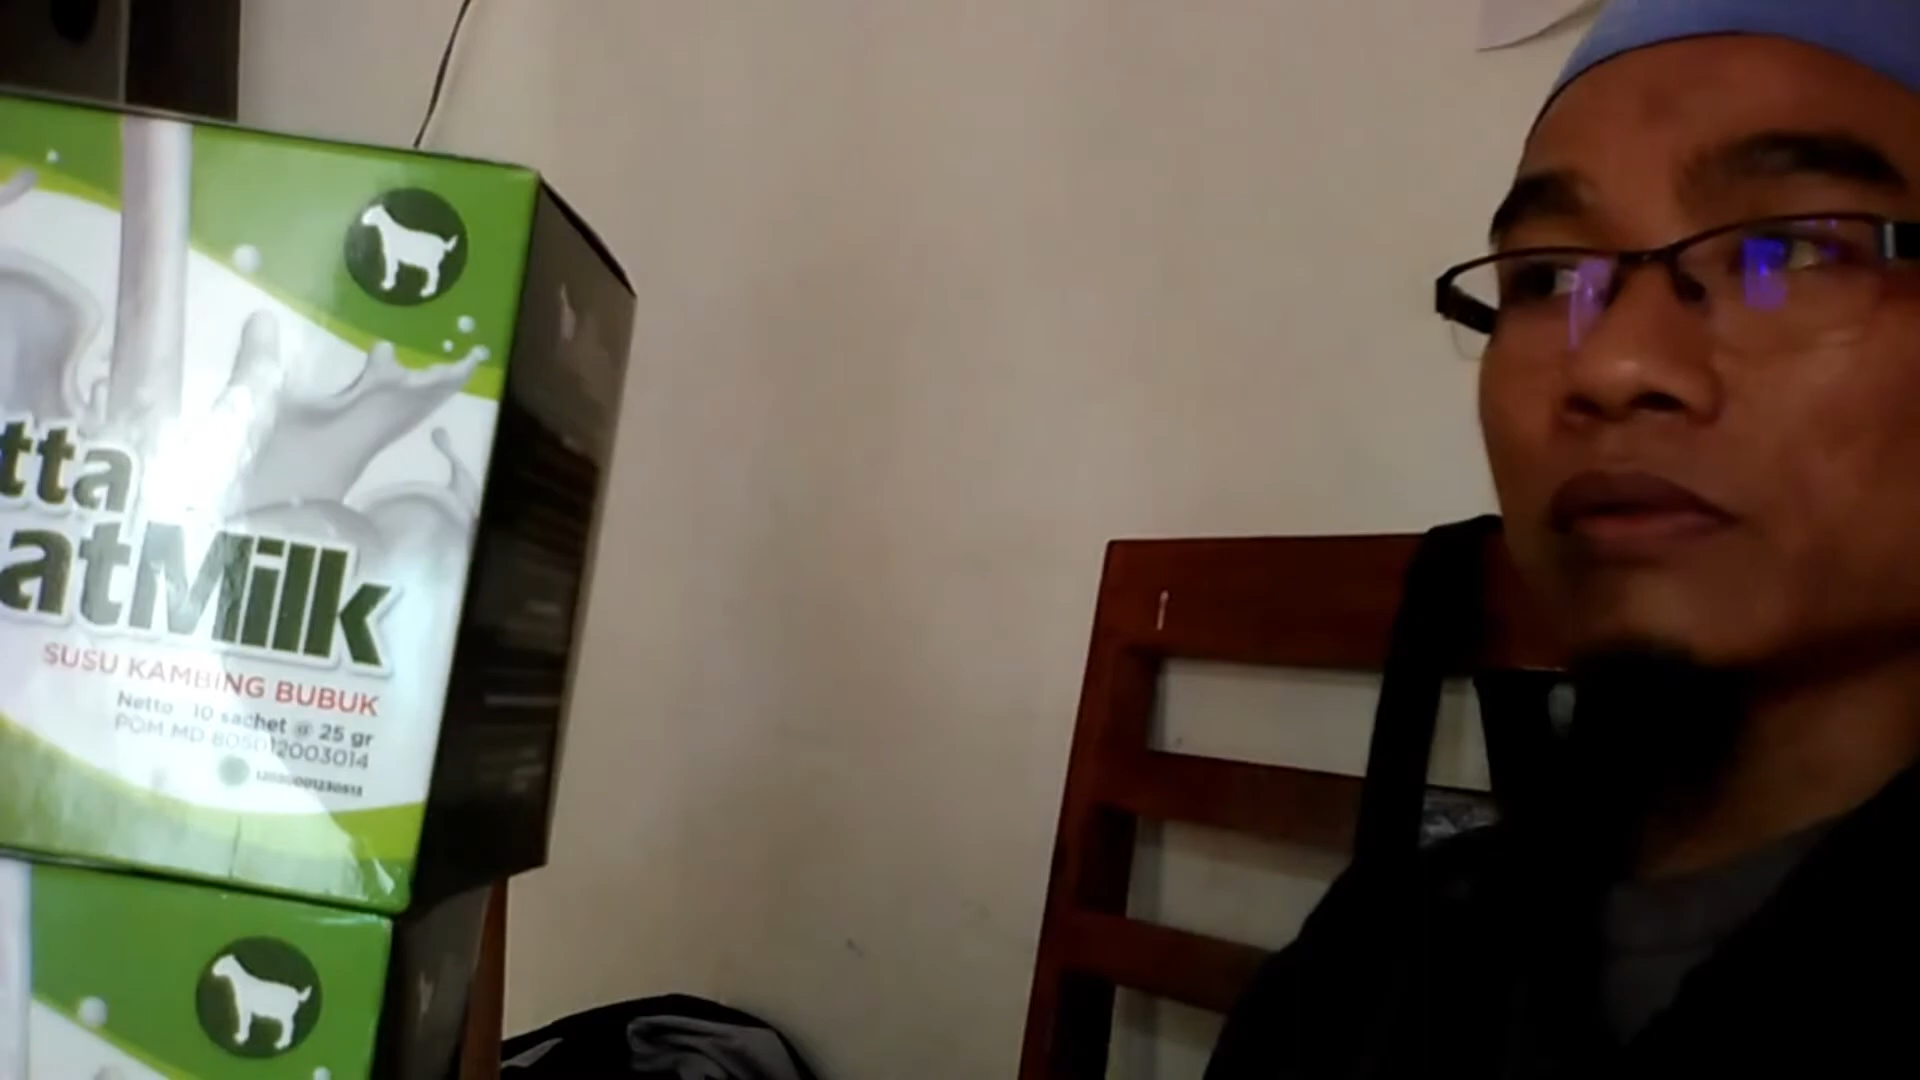 tta
atMilk
SUSU KAMBING BUBUK
Netto 10 sachet @ 25 gr
POM MD 805012003014